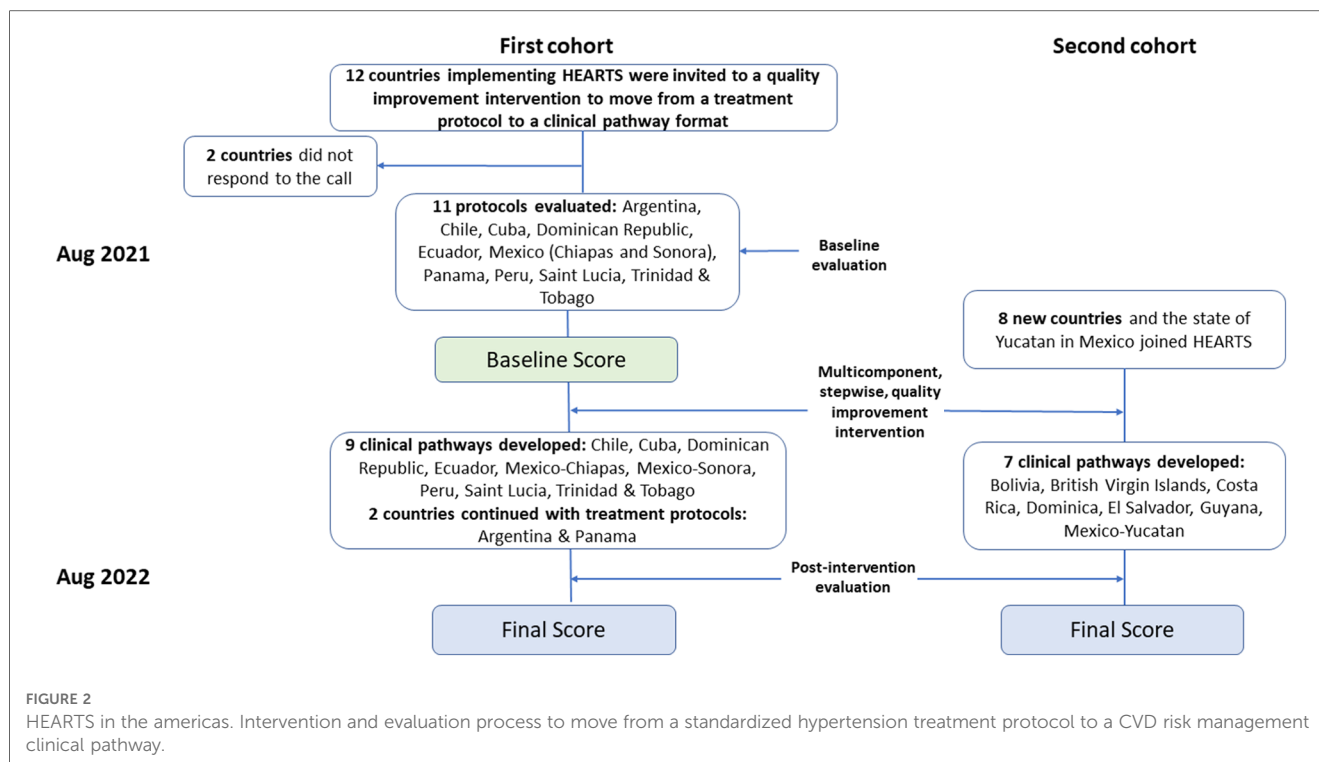 First cohort
Second cohort
12 countries implementing HEARTS were invited to a quality
improvement intervention to move from a treatment
protocol to a clinical pathway format
2 countries did not
respond to the call
Aug 2021
11 protocols evaluated: Argentina,
Chile, Cuba, Dominican Republic,
Ecuador, Mexico (Chiapas and Sonora),
Panama, Peru, Saint Lucia, Trinidad &
Tobago
Baseline
evaluation
8 new countries and the state of
Yucatan in Mexico joined HEARTS
Baseline Score
Multicomponent,
stepwise, quality
improvement
intervention
9 clinical pathways developed: Chile, Cuba, Dominican
Republic, Ecuador, Mexico-Chiapas, Mexico-Sonora,
Peru, Saint Lucia, Trinidad & Tobago
2 countries continued with treatment protocols:
Argentina & Panama
7 clinical pathways developed:
Bolivia, British Virgin Islands, Costa
Rica, Dominica, El Salvador, Guyana,
Mexico-Yucatan
Aug 2022
Post-intervention
evaluation
Final Score
Final Score
FIGURE 2
HEARTS in the americas. Intervention and evaluation process to move from a standardized hypertension treatment protocol to a CVD risk management
clinical pathway.